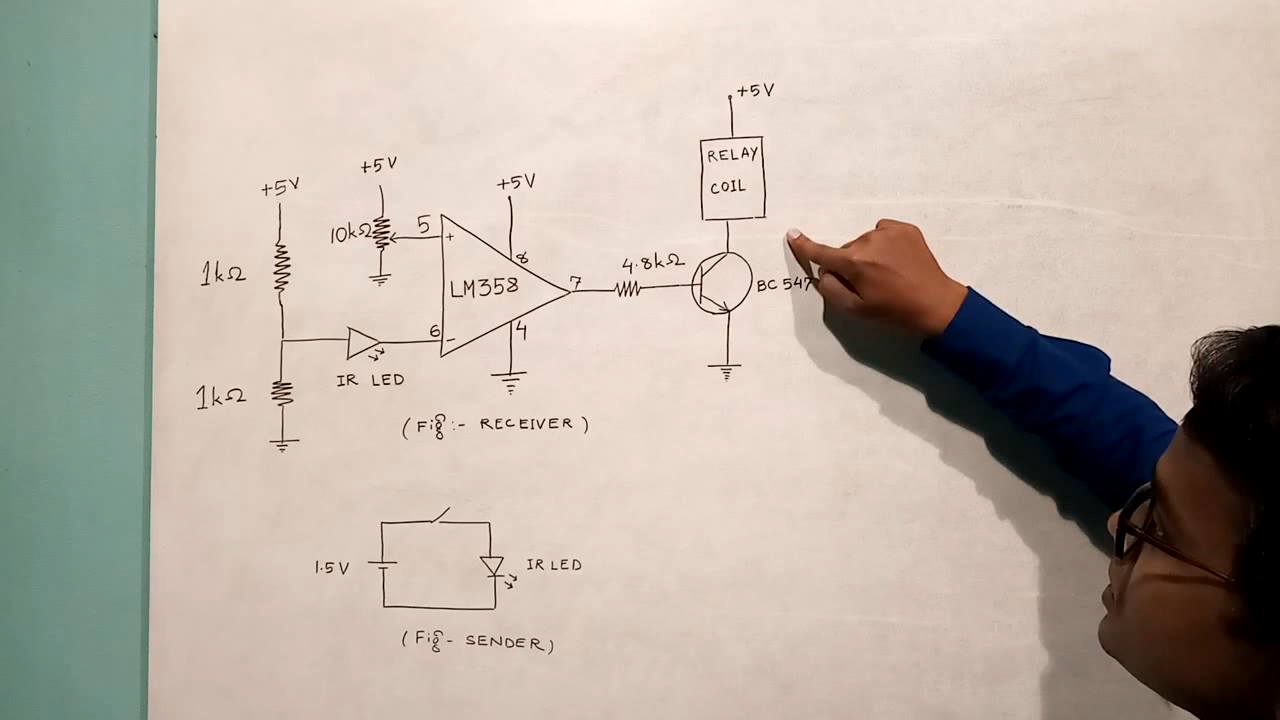 +5V
RELAY
COIL
+5V
+5V
+5V
10kΩ
5
+
8
1kΩ
LM358
7
4.8kΩ
BC 547
6
-
4
IR LED
1kΩ
(Fig:- RECEIVER)
1.5V
IR LED
(Fig- SENDER)